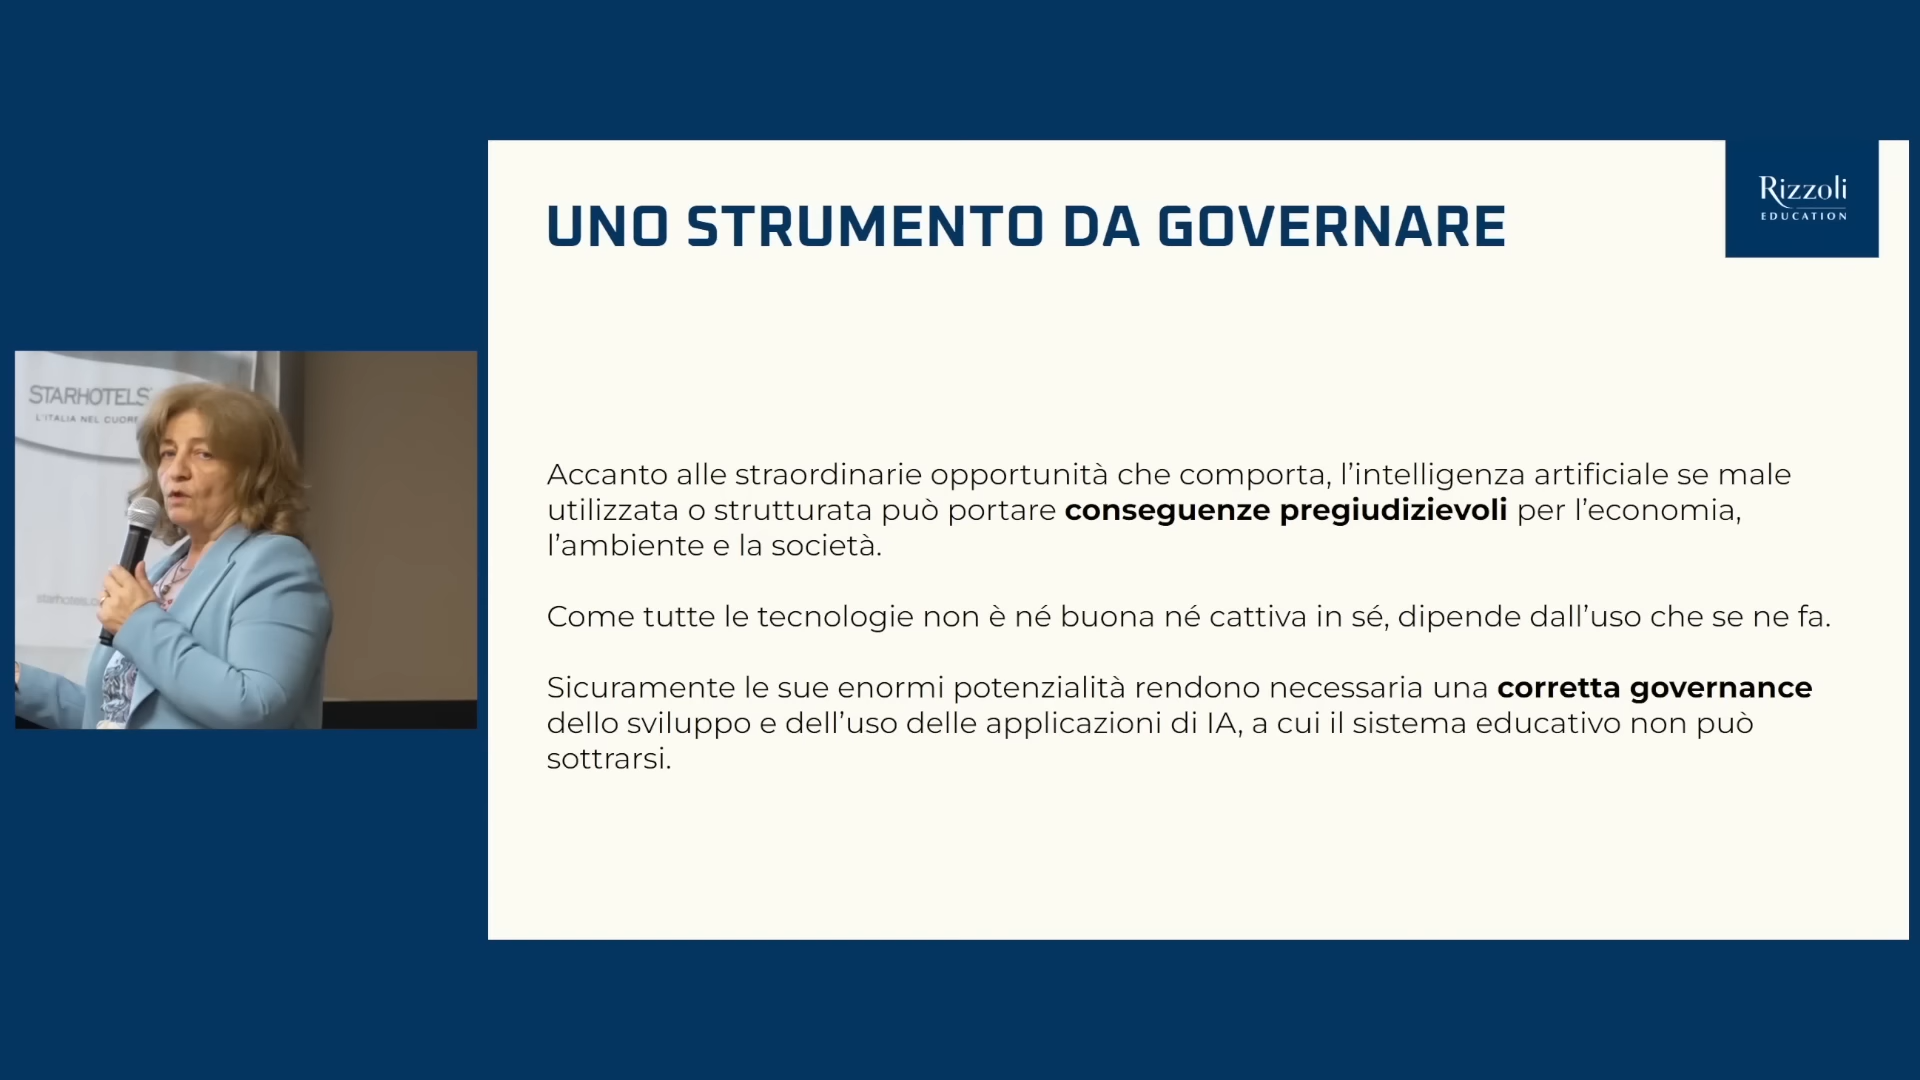 UNO STRUMENTO DA GOVERNARE
Rizzoli
EDUCATION
STARHOTELS
L'ITALIA NEL CUORE
Accanto alle straordinarie opportunità che comporta, l’intelligenza artificiale se male
utilizzata o strutturata può portare conseguenze pregiudizievoli per l’economia,
l’ambiente e la società.
Come tutte le tecnologie non è né buona né cattiva in sé, dipende dall’uso che se ne fa.
Sicuramente le sue enormi potenzialità rendono necessaria una corretta governance
dello sviluppo e dell’uso delle applicazioni di IA, a cui il sistema educativo non può
sottrarsi.